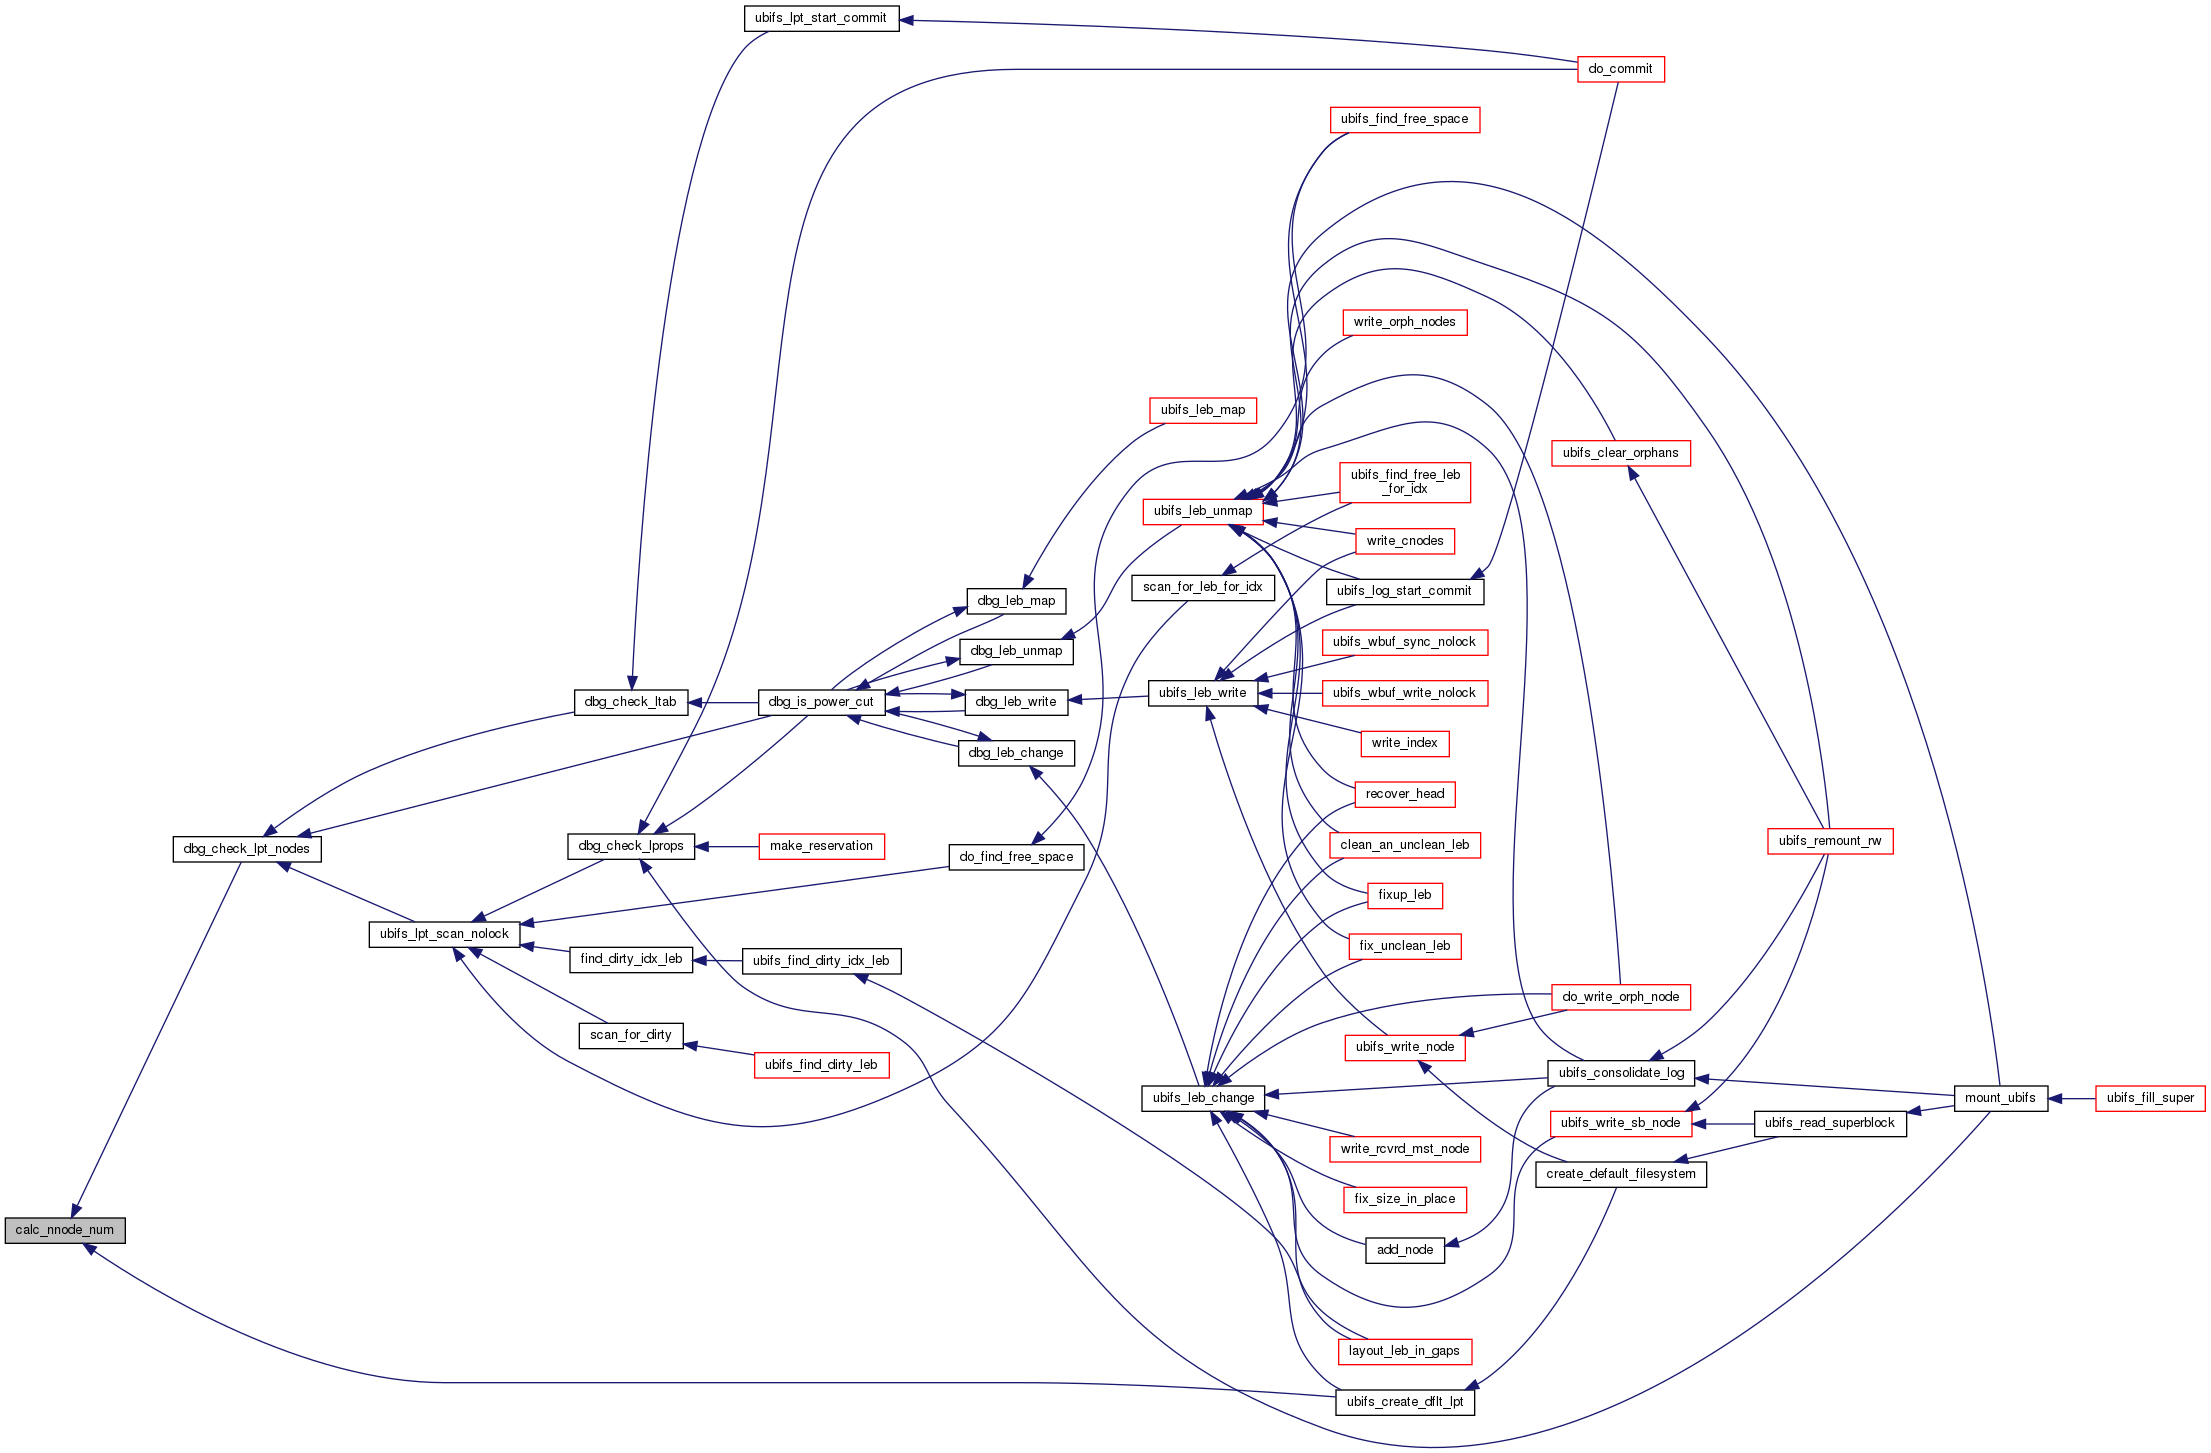 ubifs_lpt_start_commit
do_commit
ubifs_find_free_space
write_orph_nodes
ubifs_leb_map
ubifs_clear_orphans
ubifs_find_free_leb
_for_idx
ubifs_leb_unmap
write_cnodes
scan_for_leb_for_idx
ubifs_log_start_commit
dbg_leb_map
dbg_leb_unmap
ubifs_wbuf_sync_nolock
dbg_check_ltab
dbg_is_power_cut
dbg_leb_write
ubifs_leb_write
ubifs_wbuf_write_nolock
dbg_leb_change
write_index
recover_head
dbg_check_lpt_nodes
dbg_check_lprops
make_reservation
do_find_free_space
clean_an_unclean_leb
ubifs_remount_rw
fixup_leb
ubifs_lpt_scan_nolock
find_dirty_idx_leb
ubifs_find_dirty_idx_leb
fix_unclean_leb
do_write_orph_node
scan_for_dirty
ubifs_find_dirty_leb
ubifs_write_node
ubifs_consolidate_log
ubifs_leb_change
mount_ubifs
ubifs_fill_super
ubifs_write_sb_node
ubifs_read_superblock
write_rcvrd_mst_node
create_default_filesystem
fix_size_in_place
calc_nnode_num
add_node
layout_leb_in_gaps
ubifs_create_dflt_lpt